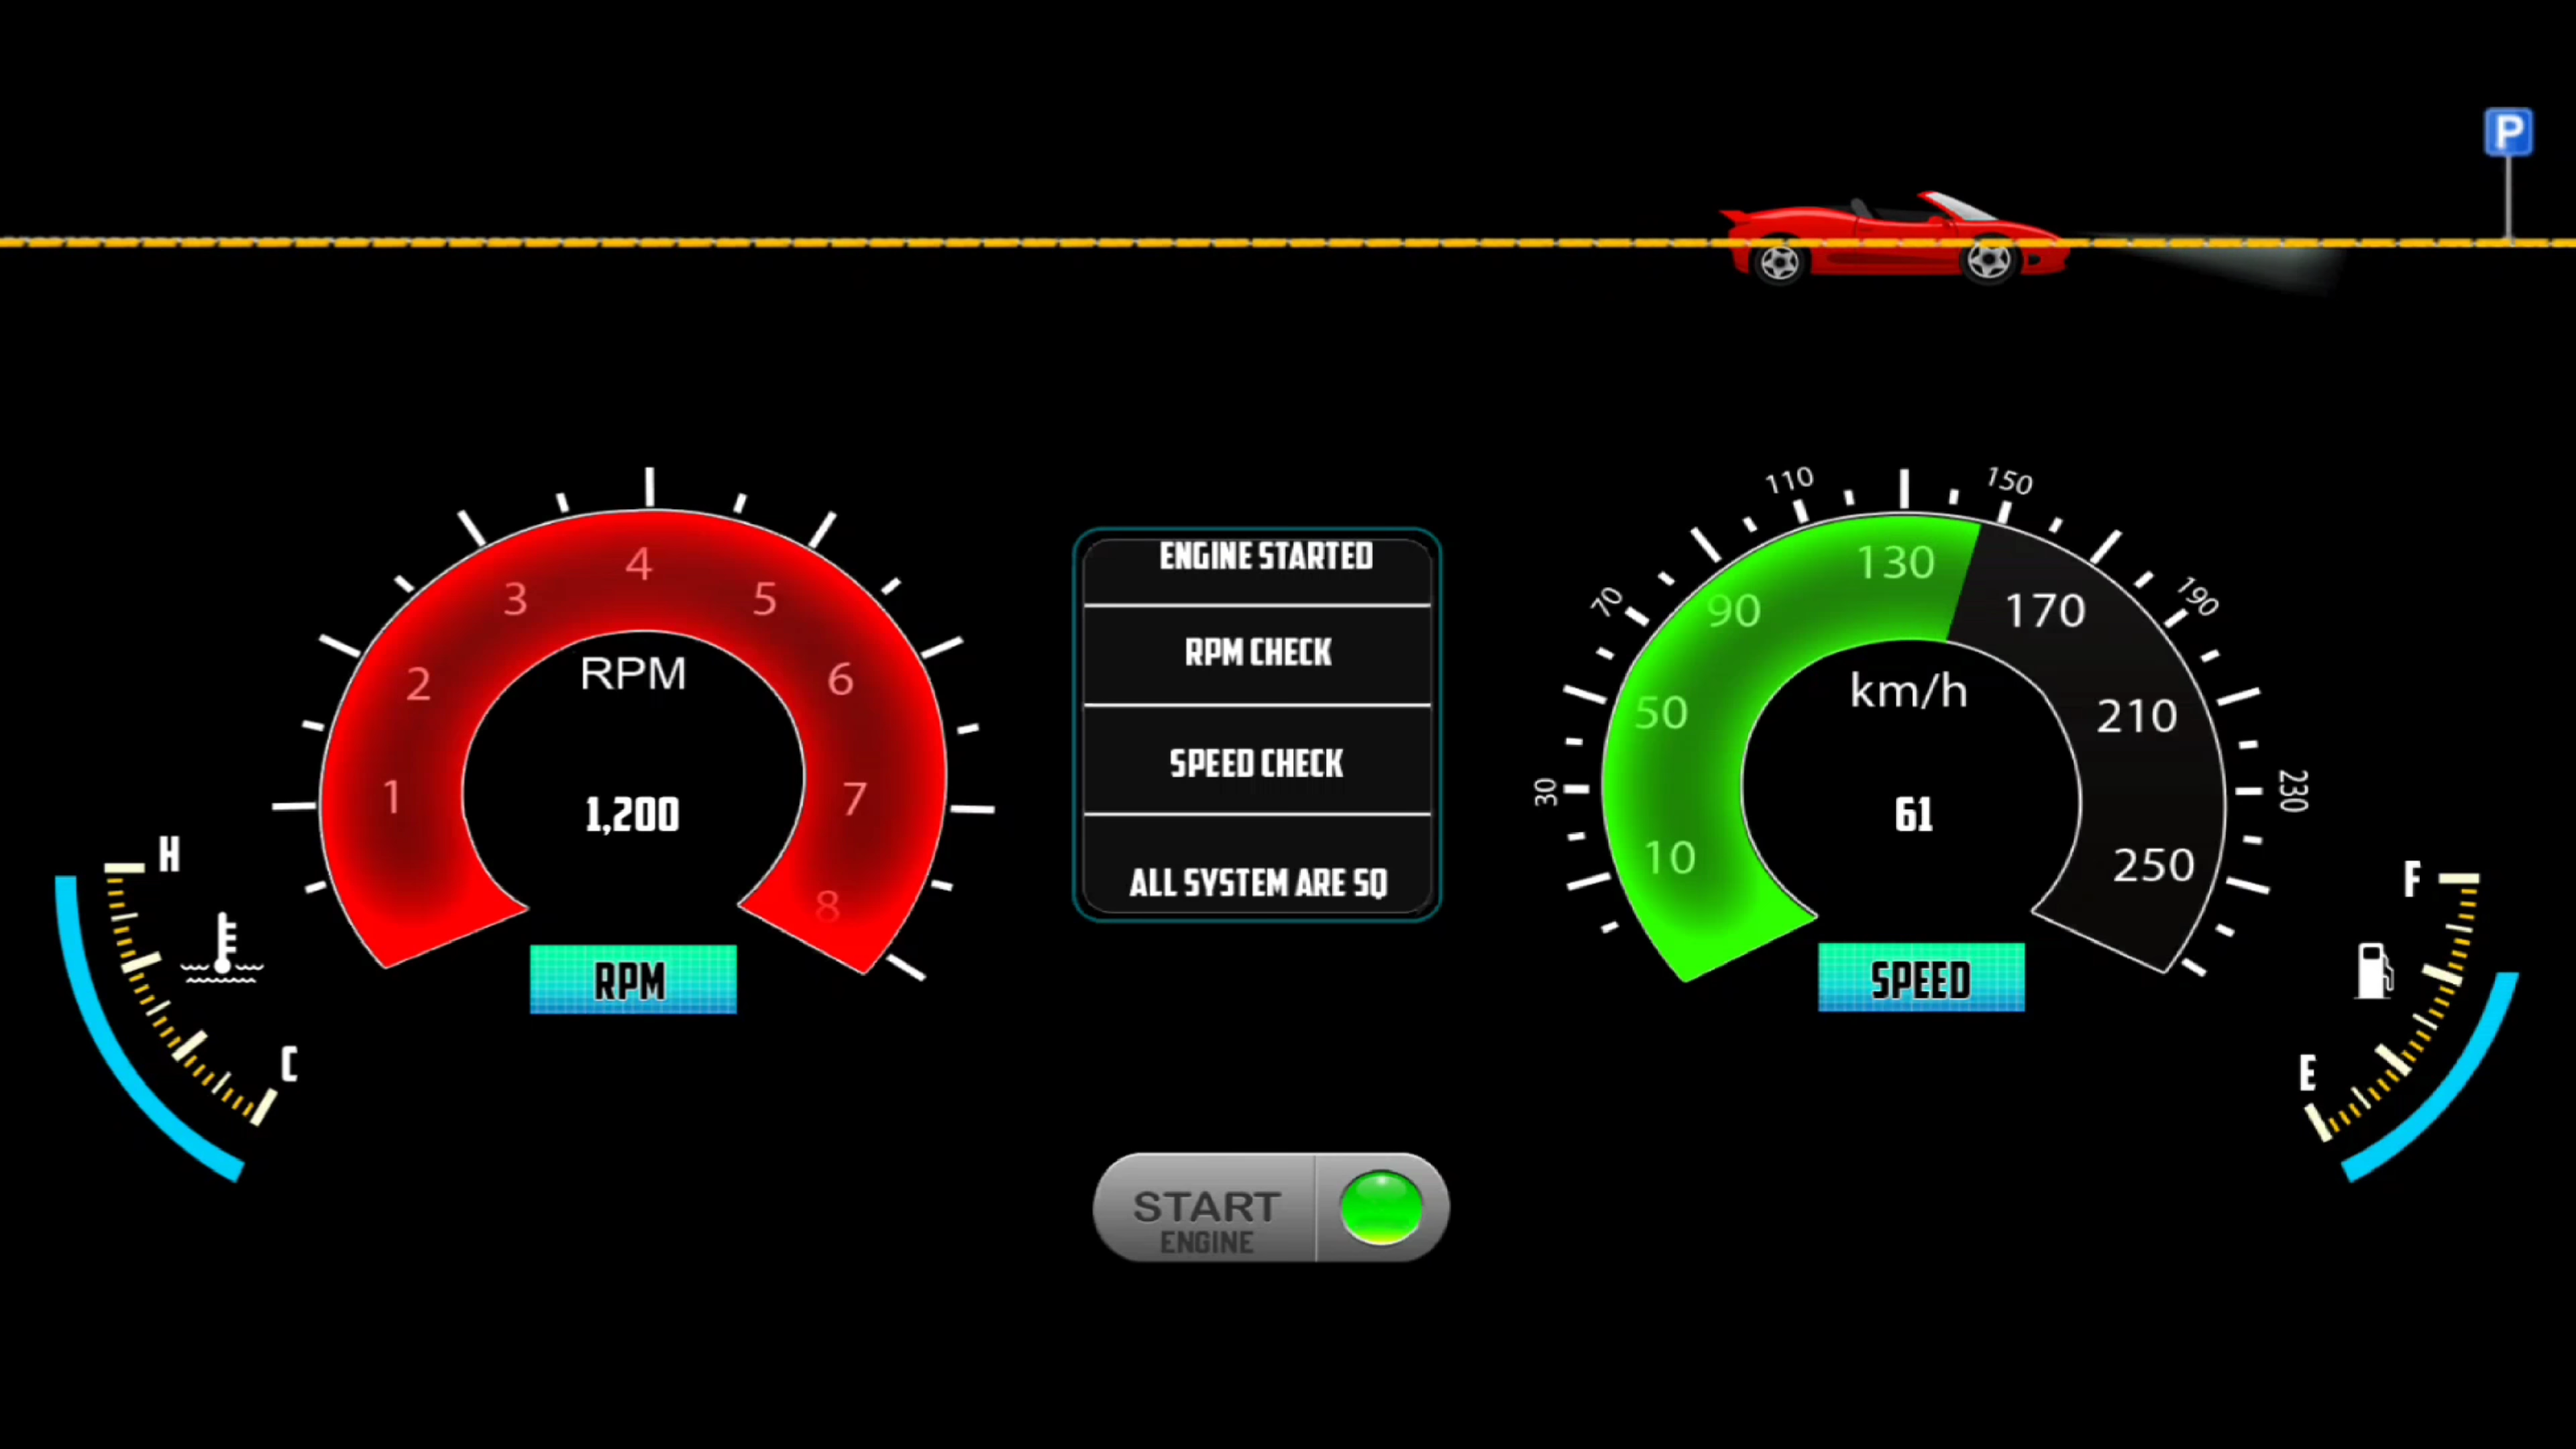 P
110
150
130
4
3
5
90
170
70
190
ENGINE STARTED
RPM CHECK
SPEED CHECK
ALL SYSTEM ARE SQ
RPM
2
6
km/h
50
210
1
7
30
230
1,200
61
H
10
250
F
8
RPM
SPEED
C
E
START
ENGINE